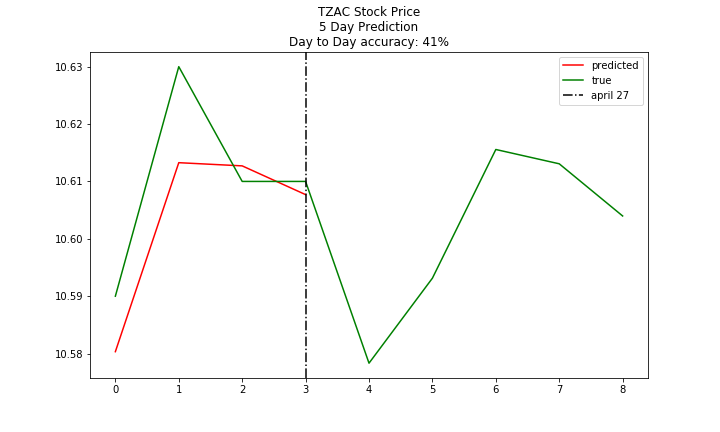 TZAC Stock Price
5 Day Prediction
Day to Day accuracy: 41%
predicted
true
april 27
10.63
10.62
10.61
10.60
10.59
10.58
0 1 2 3 4 5 6 7 8